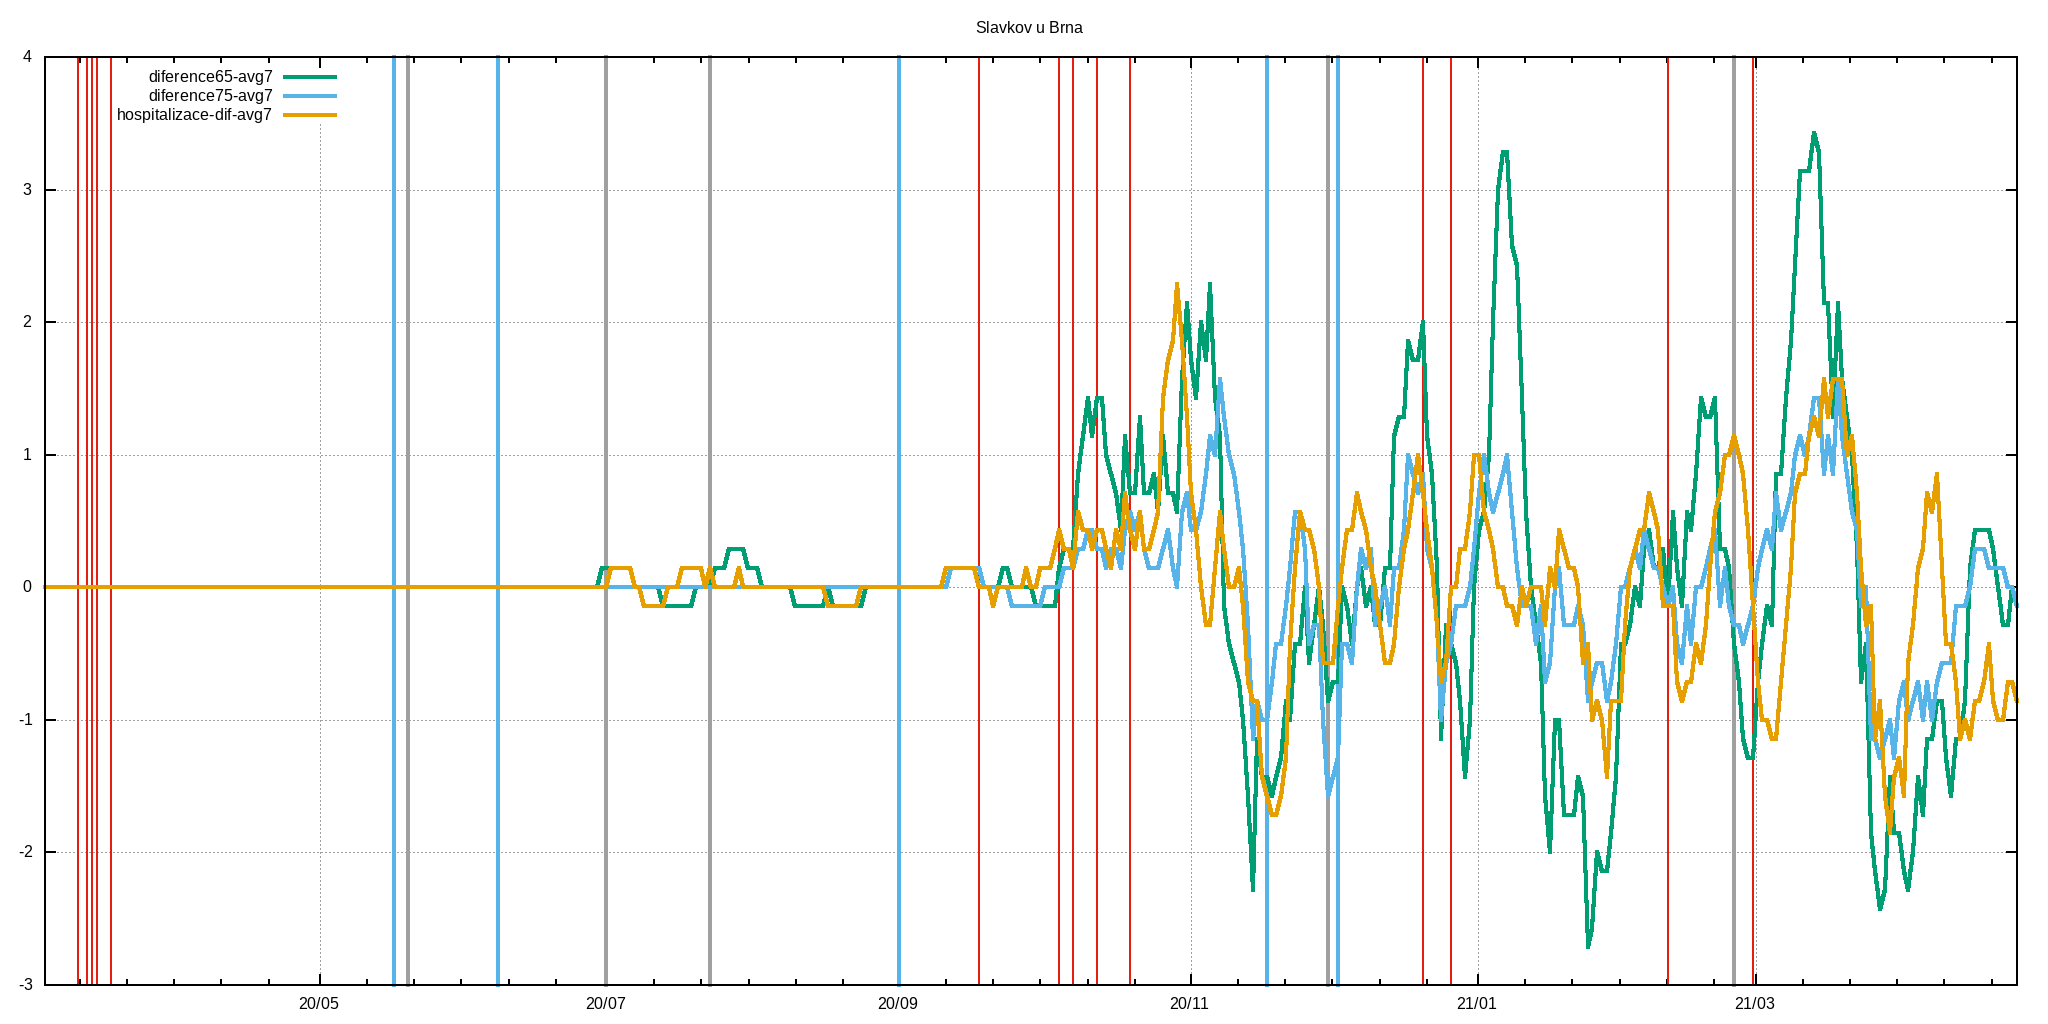 Slavkov u Brna
4
diference65-avg7
diference75-avg7
hospitalizace-dif-avg7
3
2
1
0
-1
-2
-3
20/05 20/07 20/09 20/11 21/01 21/03